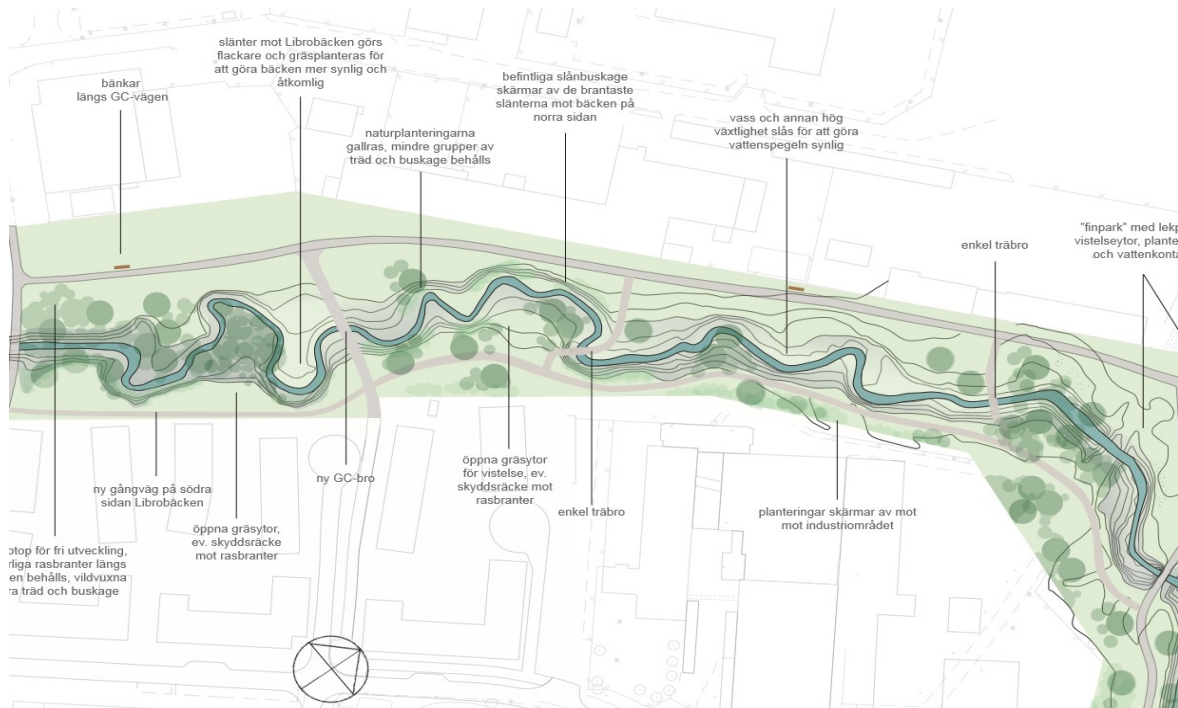 slänter mot Librobäcken görs
flackare och gräsplanteras för
att göra bäcken mer synlig och
åtkomlig
bänkar
längs GC-vägen
befintliga slånbuskage
skärmar av de brantaste
slänterna mot bäcken på
norra sidan
naturplanteringarna
gallras, mindre grupper av
träd och buskage behålls
vass och annan hög
växtlighet slås för att göra
vattenspegeln synlig
enkel träbro
"finpark" med lekp
vistelseytor, plante
och vattenkonta
ny gångväg på södra
sidan Librobäcken
öppna gräsytor,
ev. skyddsräcke
mot rasbranter
ny GC-bro
öppna gräsytor
för vistelse, ev.
skyddsräcke mot
rasbranter
enkel träbro
planteringar skärmar av mot
mot industriområdet
otop för fri utveckling,
rliga rasbranter längs
en behålls, vildvuxna
ra träd och buskage